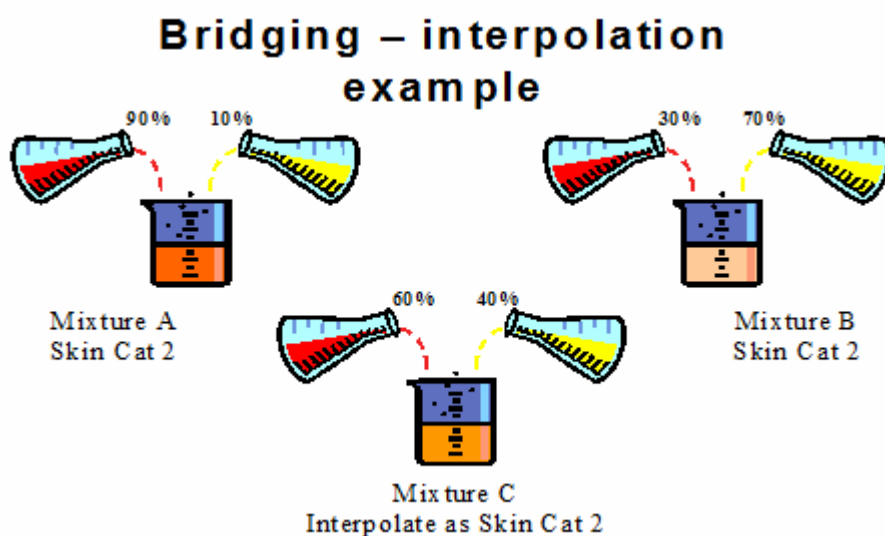 Bridging – interpolation
example
90% 10%
30% 70%
Mixture A
Skin Cat 2
60% 40%
Mixture B
Skin Cat 2
Mixture C
Interpolate as Skin Cat 2